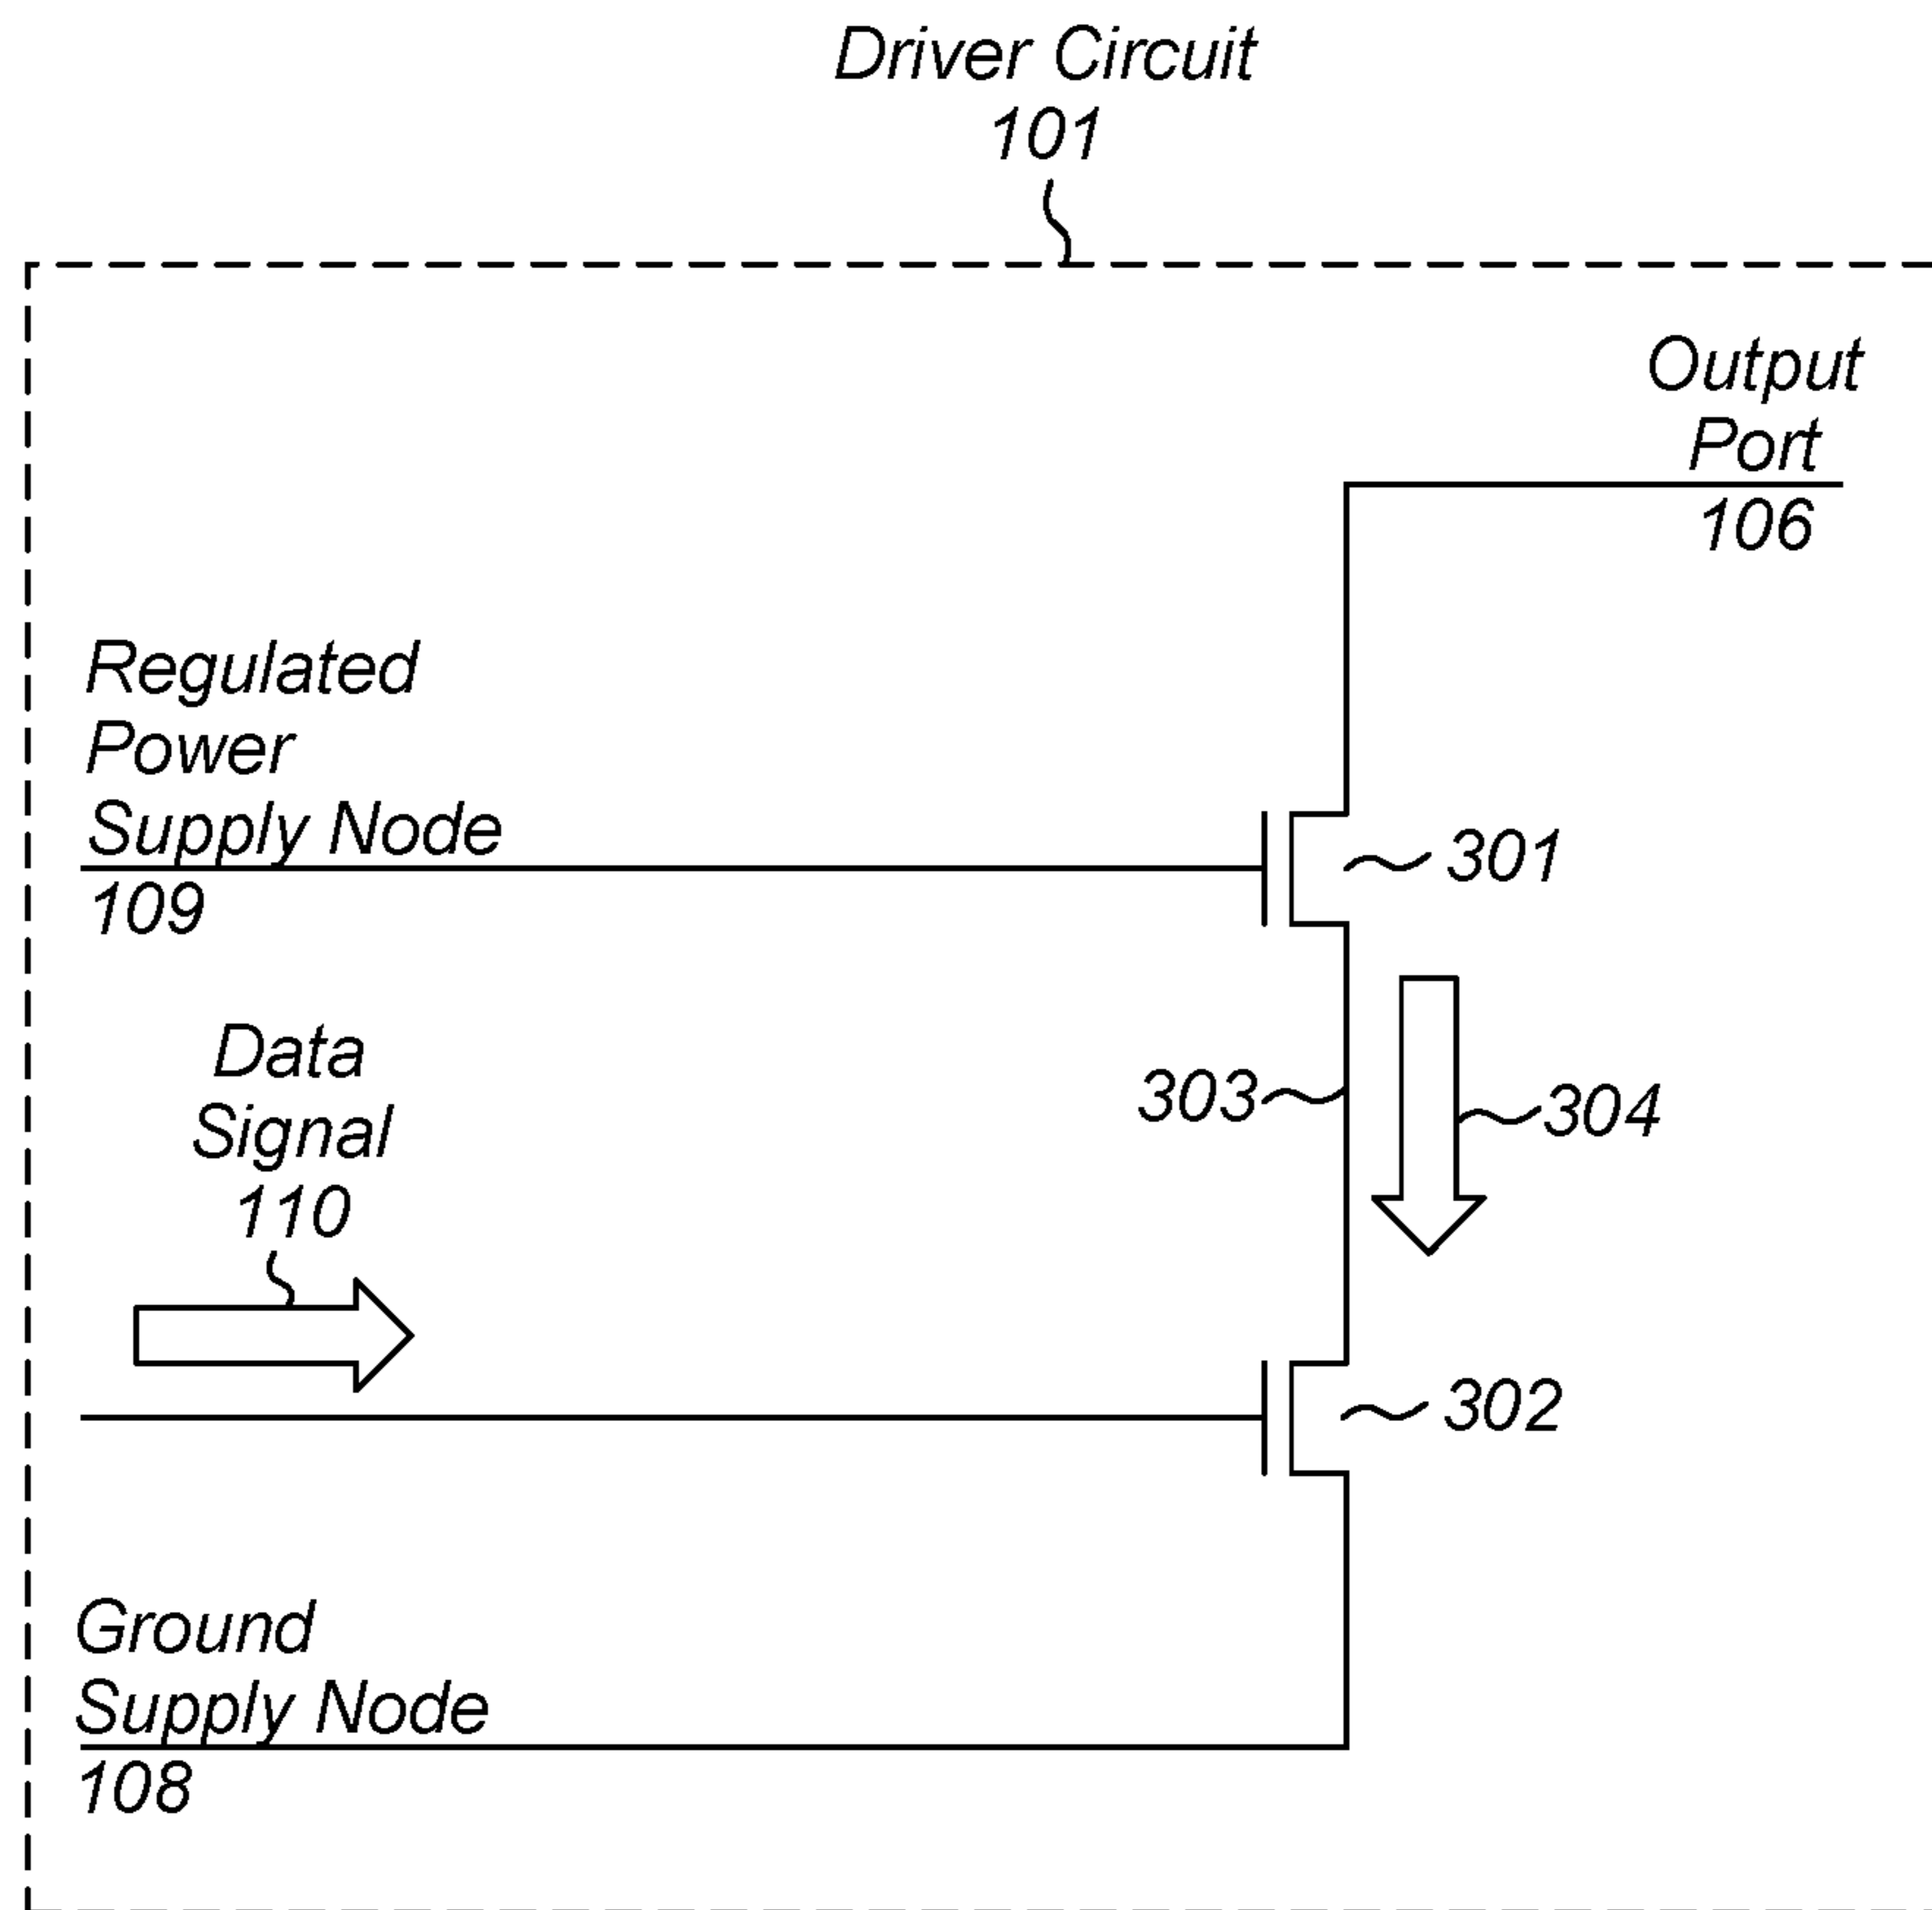 Driver Circuit
101
Output
Port
106
Regulated
Power
Supply Node
109
301
Data
Signal
110
303
304
302
Ground
Supply Node
108